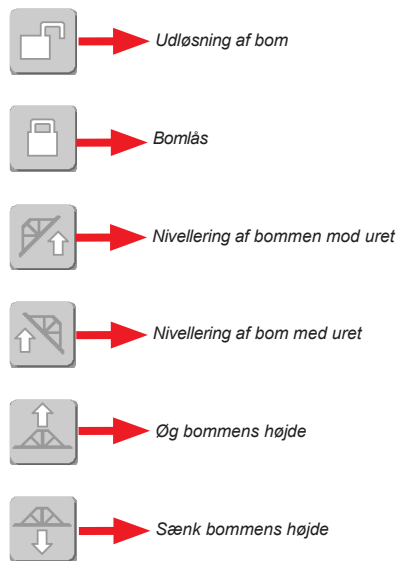 Udløsning af bom
Bomlås
Nivellering af bommen mod uret
Nivellering af bom med uret
Øg bommens højde
Sænk bommens højde